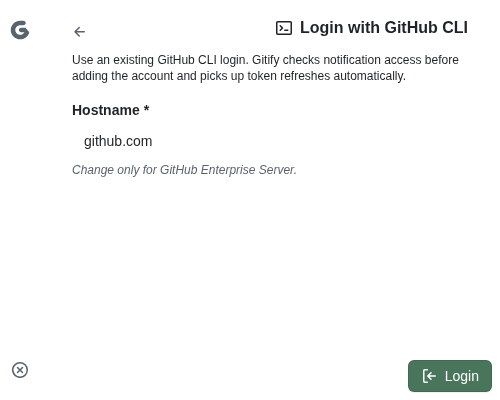 Login with GitHub CLI
Use an existing GitHub CLI login. Gitify checks notification access before
adding the account and picks up token refreshes automatically.
Hostname *
github.com
Change only for GitHub Enterprise Server.
Login